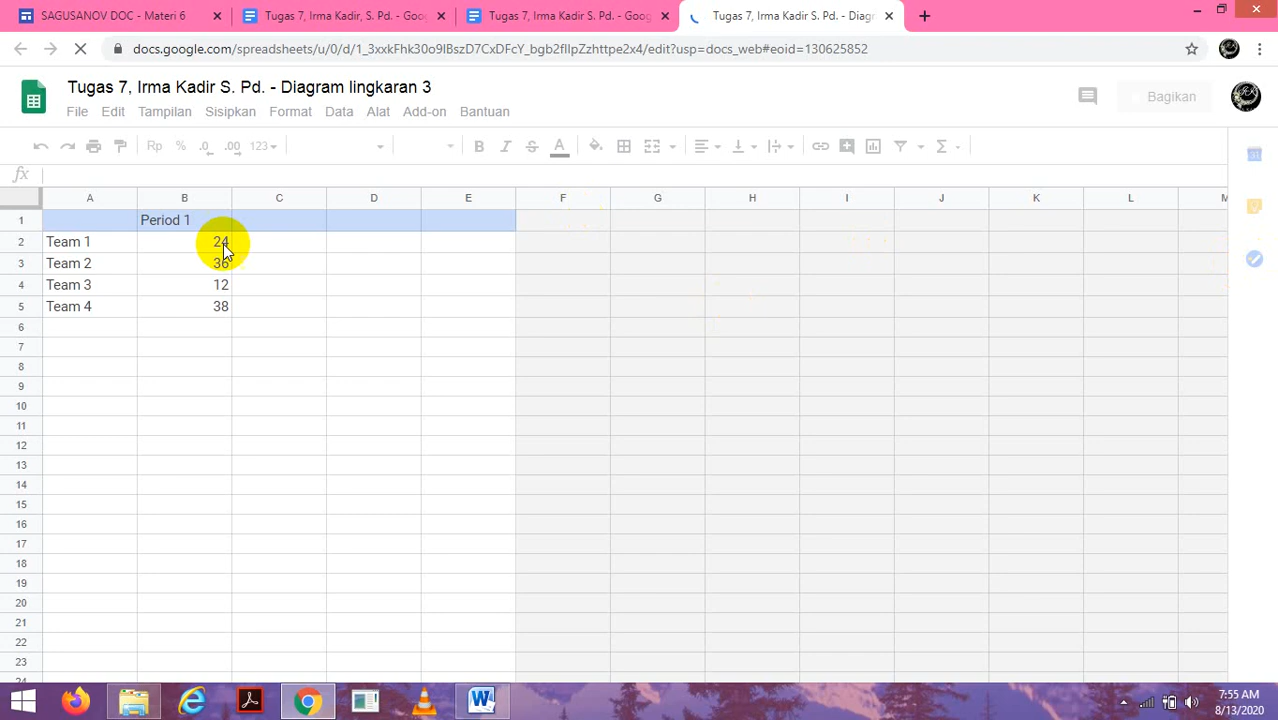 SAGUSANOV DOC - Materi 6
Tugas 7, Irma Kadir, S. Pd. - Goo
Tugas 7, Irma Kadir S. Pd. - Goog
Tugas 7, Irma Kadir S. Pd. - Diagr
docs.google.com/spreadsheets/u/0/d/1_3xxkFhk30o9lBszD7CxDFcY_bgb2fIlpZzhttpe2x4/edit?usp=docs_web#eoid=130625852
Tugas 7, Irma Kadir S. Pd. - Diagram lingkaran 3
File Edit Tampilan Sisipkan Format Data Alat Add-on Bantuan
Bagikan
Rp % .0 .00 123 B I S A Σ
fx
A B C D E F G H I J K L M
1 Period 1
2 Team 1 24
3 Team 2 36
4 Team 3 12
5 Team 4 38
6
7
8
9
10
11
12
13
14
15
16
17
18
19
20
21
22
23
24
7:55 AM
8/13/2020